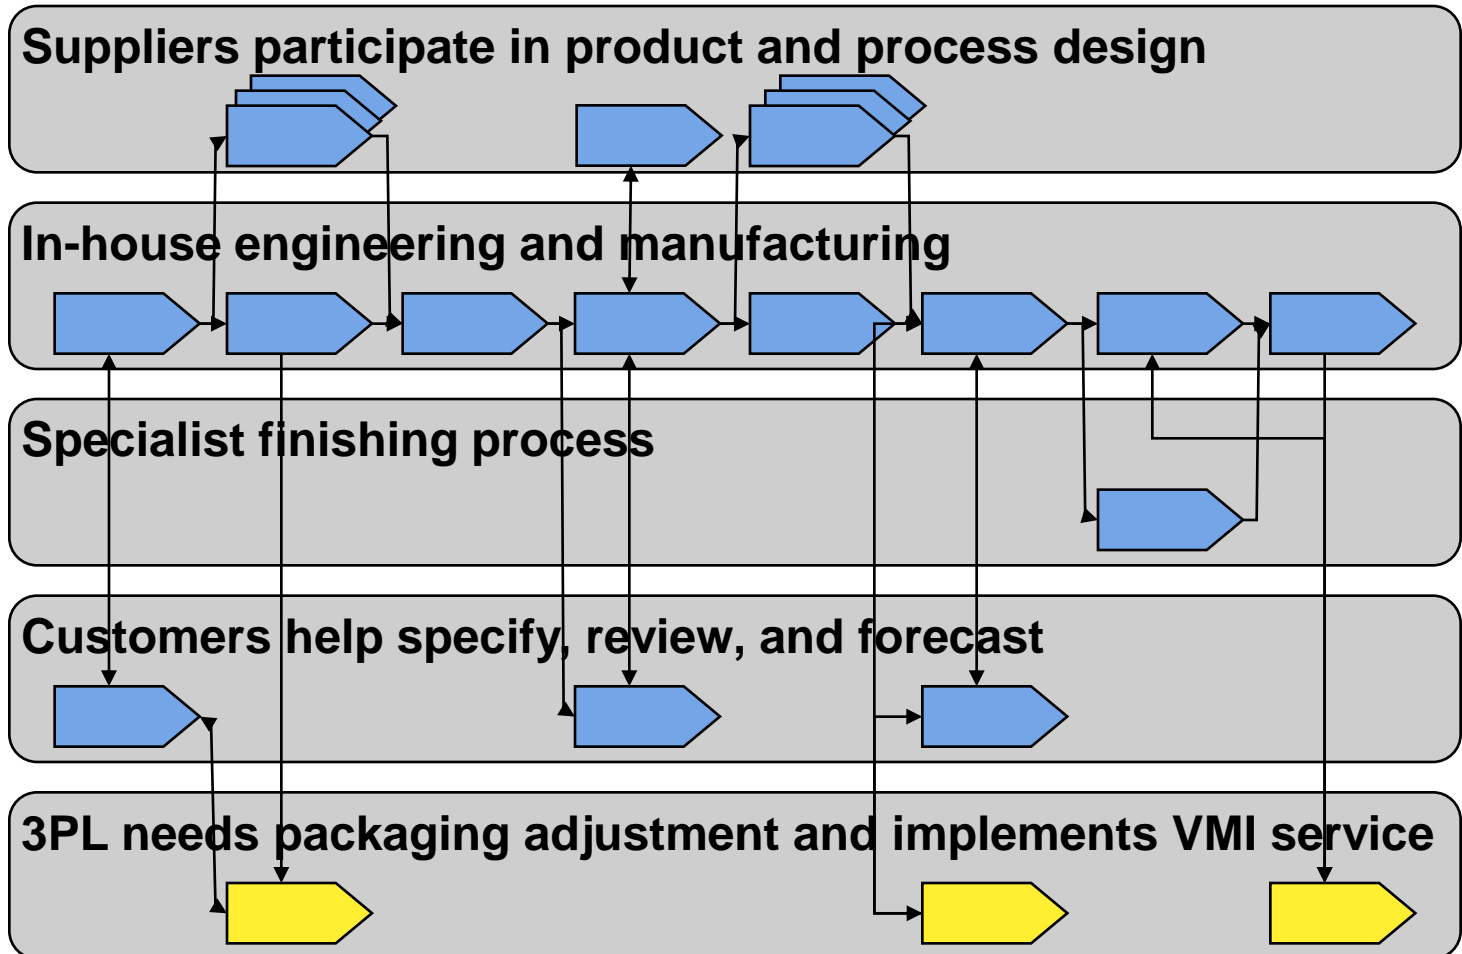 Suppliers participate in product and process design
In-house engineering and manufacturing
Specialist finishing process
Customers help specify, review, and forecast
3PL needs packaging adjustment and implements VMI service